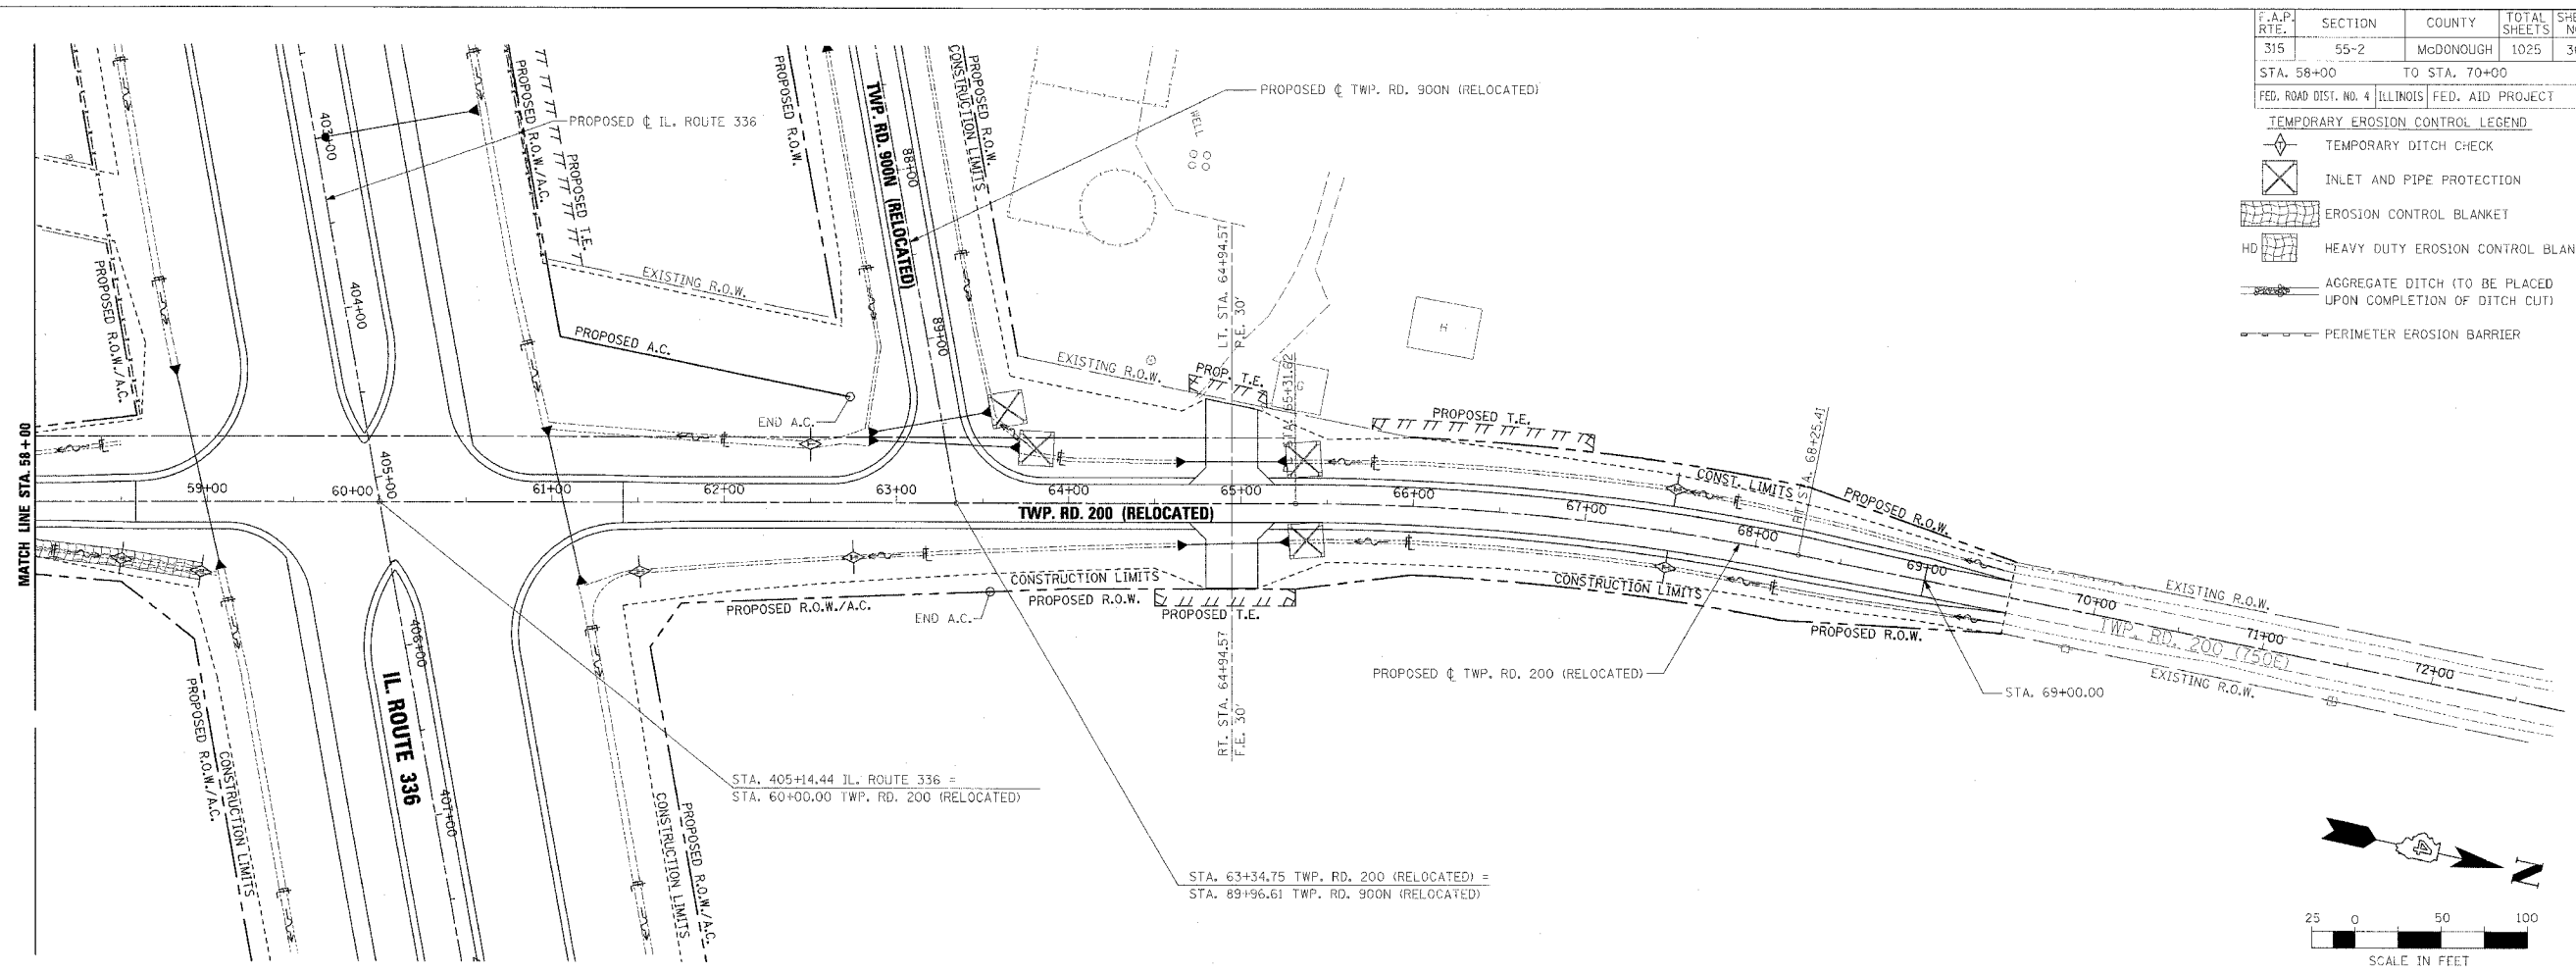 F.A.P. RTE. SECTION COUNTY TOTAL SHEETS
315 55-2 McDONOUGH 1025
STA. 58+00 TO STA. 70+00
FED. ROAD DIST. NO. 4 ILLINOIS FED. AID PROJECT
TEMPORARY EROSION CONTROL LEGEND
TEMPORARY DITCH CHECK
INLET AND PIPE PROTECTION
EROSION CONTROL BLANKET
HD HEAVY DUTY EROSION CONTROL BLAN
AGGREGATE DITCH (TO BE PLACED
UPON COMPLETION OF DITCH CUT)
PERIMETER EROSION BARRIER
MATCH LINE STA. 58+00
PROPOSED R.O.W./A.C.
403+00
PROPOSED ℄ IL. ROUTE 336
404+00
405+00
PROPOSED R.O.W./A.C.
PROPOSED T.E.
EXISTING R.O.W.
PROPOSED A.C.
END A.C.
PROPOSED R.O.W.
TWP. RD. 900N (RELOCATED)
88+00
89+00
PROPOSED R.O.W.
CONSTRUCTION LIMITS
PROPOSED ℄ TWP. RD. 900N (RELOCATED)
WELL
LT. STA. 64+94.57
P.E. 30'
EXISTING R.O.W.
PROP. T.E.
G
H
PROPOSED T.E.
RT STA. 68+25.41
CONST. LIMITS
PROPOSED R.O.W.
59+00
60+00
61+00
62+00
63+00
64+00
65+00
66+00
67+00
68+00
69+00
70+00
71+00
72+00
TWP. RD. 200 (RELOCATED)
TWP. RD. 200 (750E)
EXISTING R.O.W.
EXISTING R.O.W.
STA. 69+00.00
CONSTRUCTION LIMITS
PROPOSED R.O.W./A.C.
END A.C.
PROPOSED R.O.W.
PROPOSED T.E.
CONSTRUCTION LIMITS
PROPOSED R.O.W.
PROPOSED ℄ TWP. RD. 200 (RELOCATED)
RT. STA. 64+94.57
F.E. 30'
406+00
407+00
IL. ROUTE 336
PROPOSED R.O.W./A.C.
CONSTRUCTION LIMITS
CONSTRUCTION LIMITS
PROPOSED R.O.W./A.C.
STA. 405+14.44 IL. ROUTE 336 =
STA. 60+00.00 TWP. RD. 200 (RELOCATED)
STA. 63+34.75 TWP. RD. 200 (RELOCATED) =
STA. 89+96.61 TWP. RD. 900N (RELOCATED)
4
N
25 0 50 100
SCALE IN FEET